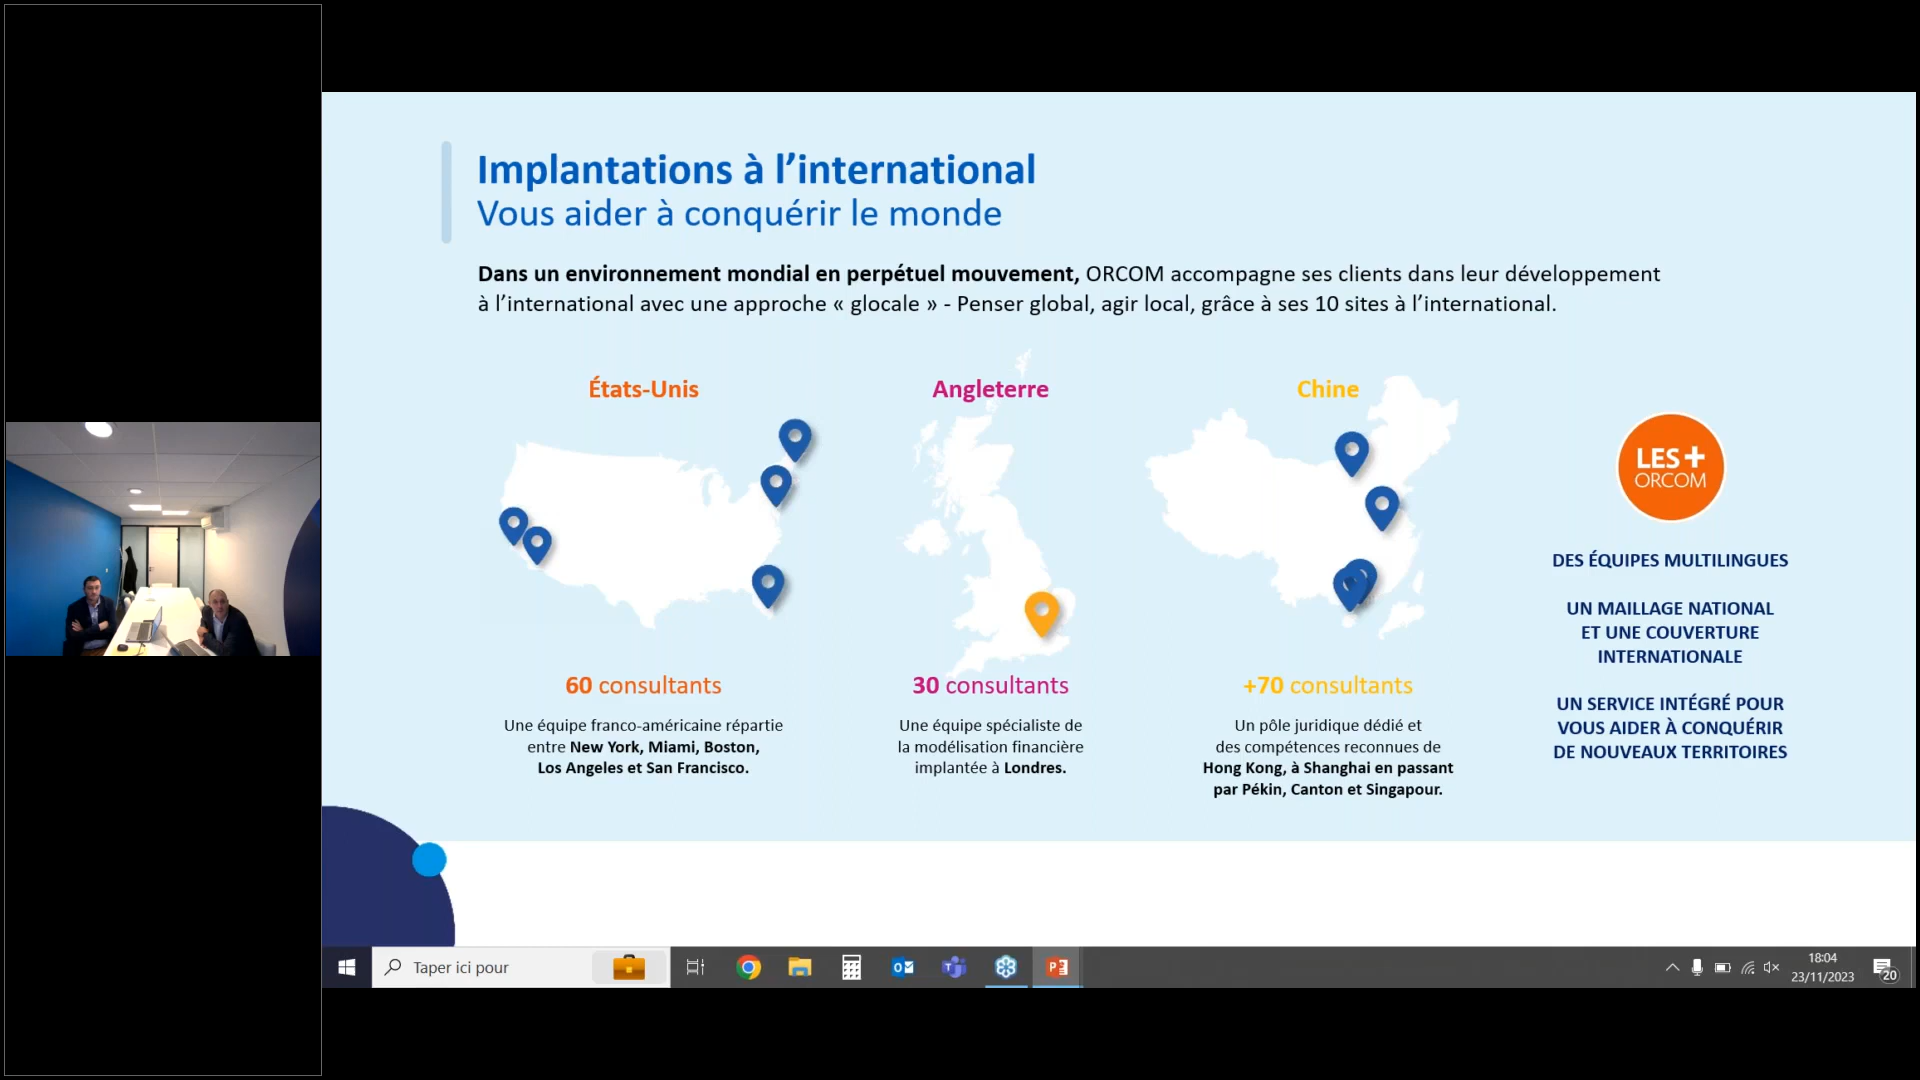 Implantations à l’international
Vous aider à conquérir le monde
Dans un environnement mondial en perpétuel mouvement, ORCOM accompagne ses clients dans leur développement
à l’international avec une approche « glocale » - Penser global, agir local, grâce à ses 10 sites à l’international.
États-Unis
60 consultants
Une équipe franco-américaine répartie
entre New York, Miami, Boston,
Los Angeles et San Francisco.
Angleterre
30 consultants
Une équipe spécialiste de
la modélisation financière
implantée à Londres.
Chine
+70 consultants
Un pôle juridique dédié et
des compétences reconnues de
Hong Kong, à Shanghai en passant
par Pékin, Canton et Singapour.
LES+
ORCOM
DES ÉQUIPES MULTILINGUES
UN MAILLAGE NATIONAL
ET UNE COUVERTURE
INTERNATIONALE
UN SERVICE INTÉGRÉ POUR
VOUS AIDER À CONQUÉRIR
DE NOUVEAUX TERRITOIRES
Taper ici pour
18:04
23/11/2023
20